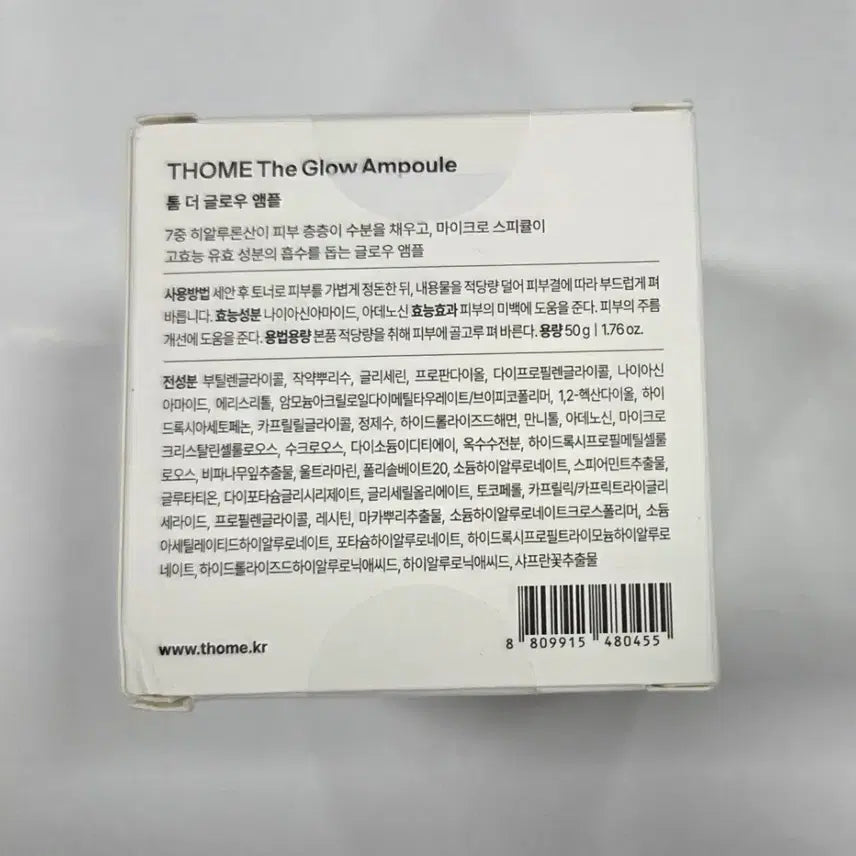 THOME The Glow Ampoule
톰 더 글로우 앰플
7중 히알루론산이 피부 층층이 수분을 채우고, 마이크로 스피큘이
고효능 유효 성분의 흡수를 돕는 글로우 앰플
사용방법 세안 후 토너로 피부를 가볍게 정돈한 뒤, 내용물을 적당량 덜어 피부결에 따라 부드럽게 펴
바릅니다. 효능성분 나이아신아마이드, 아데노신 효능효과 피부의 미백에 도움을 준다. 피부의 주름
개선에 도움을 준다. 용법용량 본품 적당량을 취해 피부에 골고루 펴 바른다. 용량 50 g | 1.76 oz.
전성분 부틸렌글라이콜, 작약뿌리수, 글리세린, 프로판다이올, 다이프로필렌글라이콜, 나이아신
아마이드, 에리스리톨, 암모늄아크릴로일다이메틸타우레이트/브이피코폴리머, 1,2-헥산다이올, 하이
드록시아세토페논, 카프릴릴글라이콜, 정제수, 하이드롤라이즈드해면, 만니톨, 아데노신, 마이크로
크리스탈린셀룰로오스, 수크로오스, 다이소듐이디티에이, 옥수수전분, 하이드록시프로필메틸셀룰
로오스, 비파나무잎추출물, 울트라마린, 폴리솔베이트20, 소듐하이알루로네이트, 스피어민트추출물,
글루타티온, 다이포타슘글리시리제이트, 글리세릴올리에이트, 토코페롤, 카프릴릭/카프릭트라이글리
세라이드, 프로필렌글라이콜, 레시틴, 마카뿌리추출물, 소듐하이알루로네이트크로스폴리머, 소듐
아세틸레이티드하이알루로네이트, 포타슘하이알루로네이트, 하이드록시프로필트라이모늄하이알루로
네이트, 하이드롤라이즈드하이알루로닉애씨드, 하이알루로닉애씨드, 샤프란꽃추출물
www.thome.kr
8 809915 480455